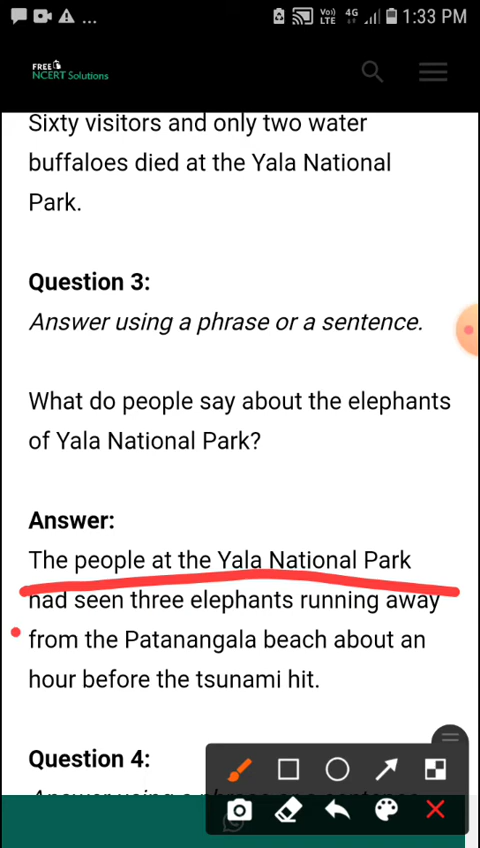 ... Vo) LTE 4G 1:33 PM
FREE
NCERT Solutions
Sixty visitors and only two water
buffaloes died at the Yala National
Park.
Question 3:
Answer using a phrase or a sentence.
What do people say about the elephants
of Yala National Park?
Answer:
The people at the Yala National Park
had seen three elephants running away
from the Patanangala beach about an
hour before the tsunami hit.
Question 4: